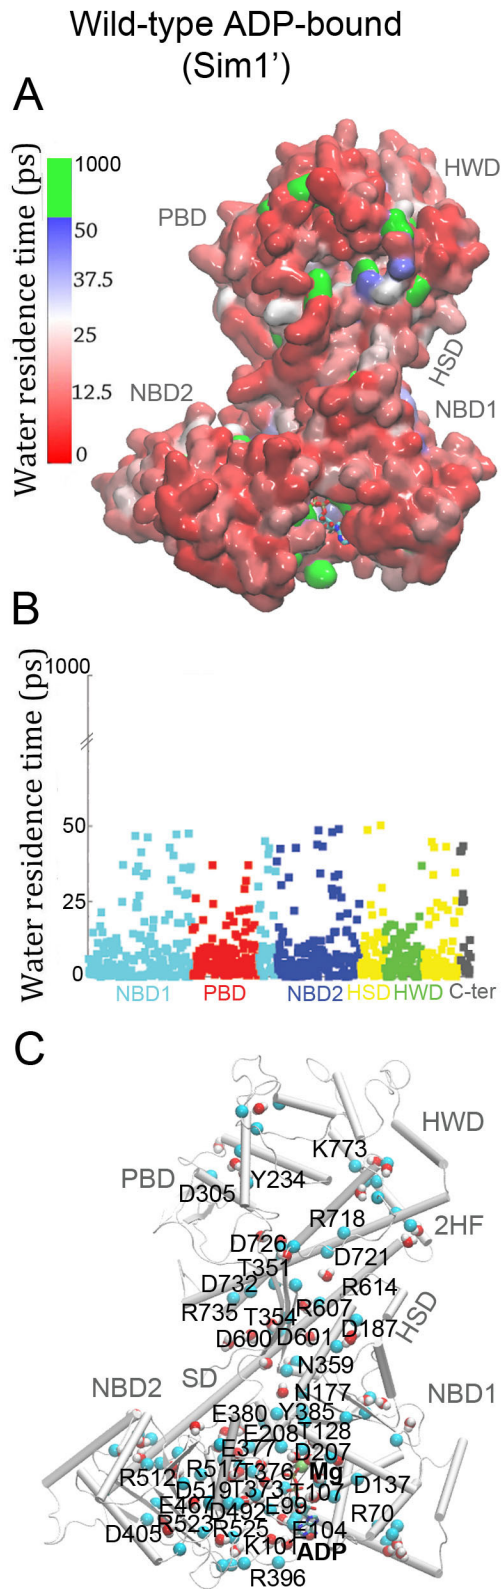 Wild-type ADP-bound
(Sim1')
A
Water residence time (ps)
1000
50
37.5
25
12.5
0
HWD
PBD
HSD
NBD2
NBD1
B
Water residence time (ps)
1000
50
25
0
NBD1 PBD NBD2 HSD HWD C-ter
C
HWD
K773
PBD
Y234
D305
R718
2HF
D726
D721
T351
D732
R614
R735
T354
R607
D187
D600
D601
HSD
N359
SD
NBD2
N177
NBD1
E380
Y385
T128
E208
E377
D207
R517
T376
Mg
R512
D137
D519
T373
T107
E467
D492
E99
R70
D405
R523
R525
E104
K101
ADP
R396